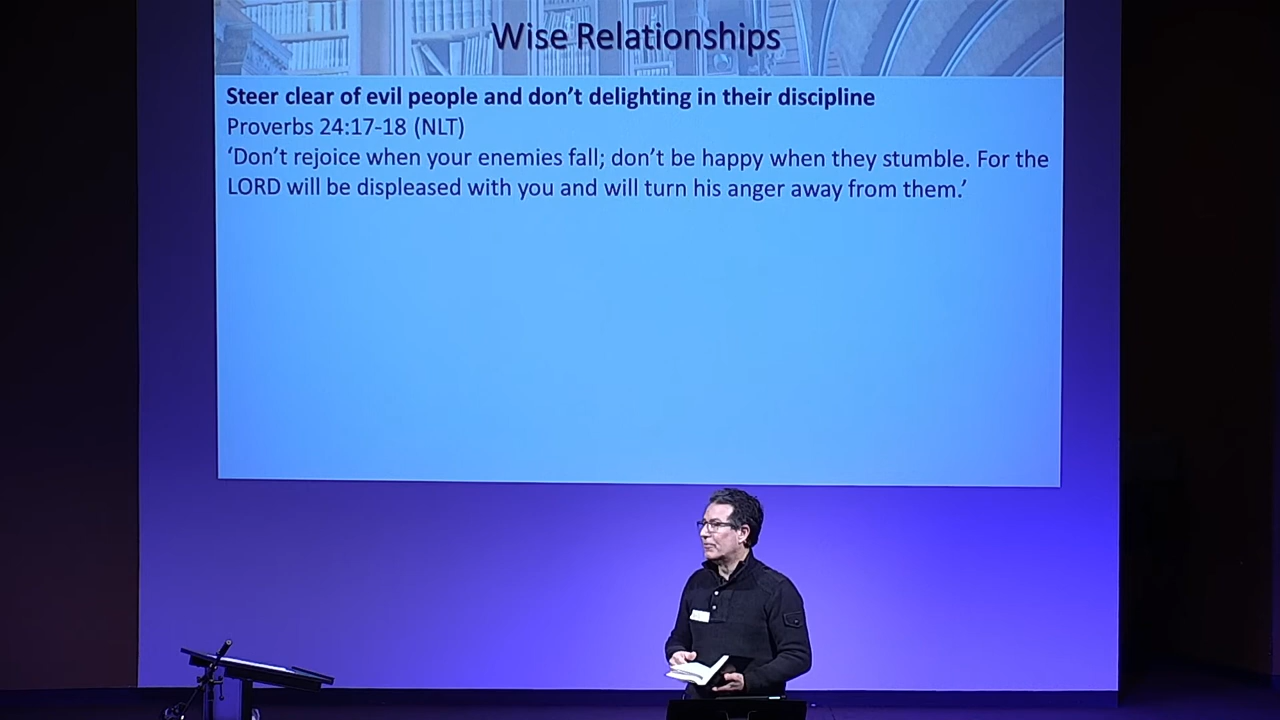 Wise Relationships
Steer clear of evil people and don’t delighting in their discipline
Proverbs 24:17-18 (NLT)
‘Don’t rejoice when your enemies fall; don’t be happy when they stumble. For the
LORD will be displeased with you and will turn his anger away from them.’